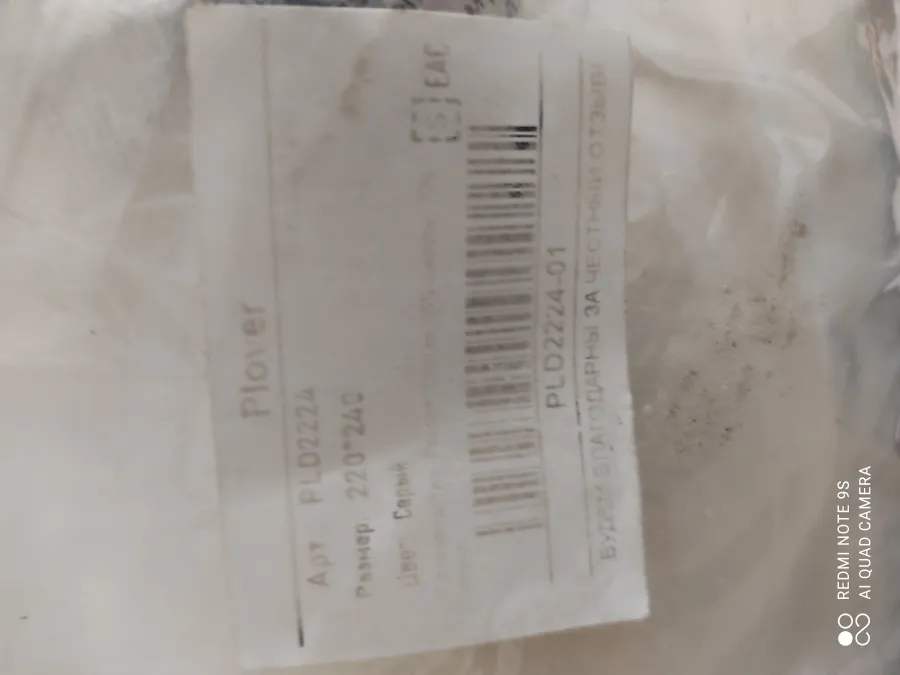 Plover
Арт: PLD2224
Размер: 220*240
Цвет: Серый
EAC
PLD2224-01
БУДЕМ БЛАГОДАРНЫ ЗА ЧЕСТНЫЙ ОТЗЫВ!
REDMI NOTE 9S
AI QUAD CAMERA